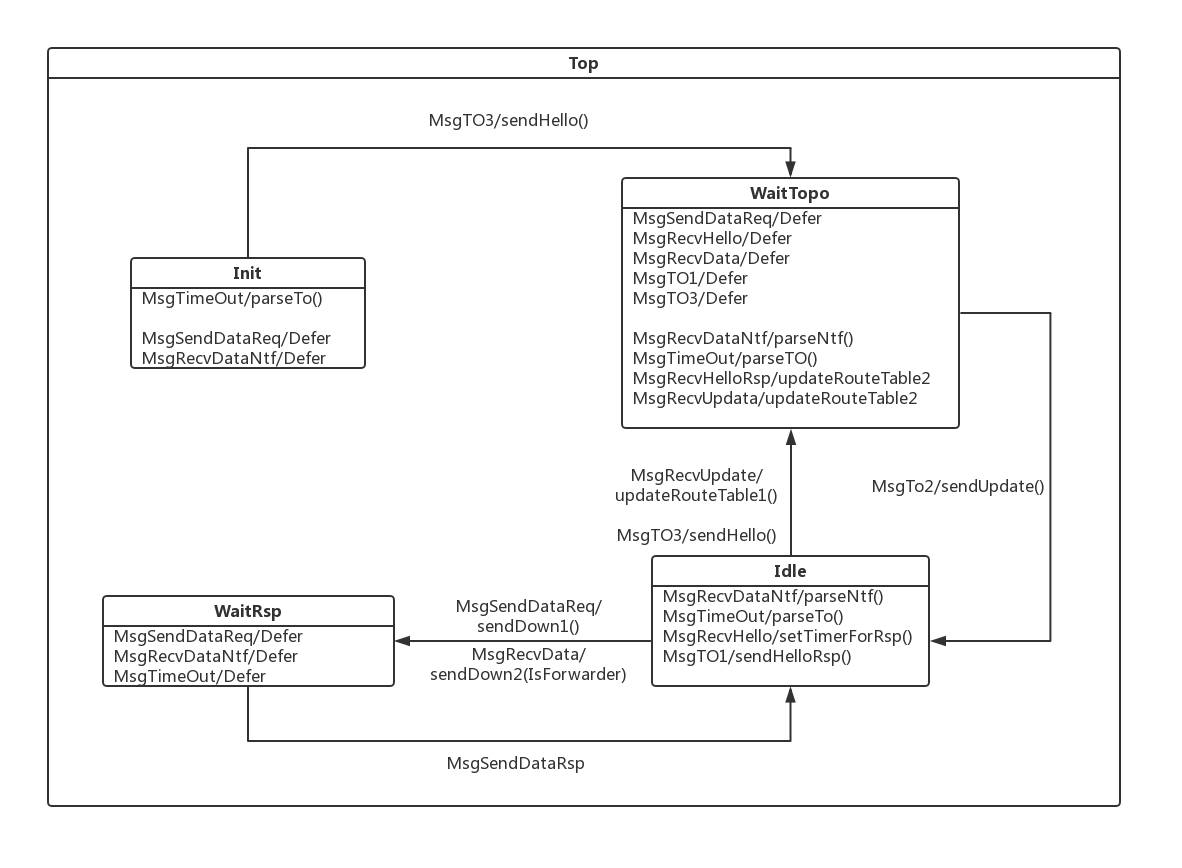 Top
MsgTO3/sendHello()
WaitTopo
MsgSendDataReq/Defer
MsgRecvHello/Defer
MsgRecvData/Defer
MsgTO1/Defer
MsgTO3/Defer
MsgRecvDataNtf/parseNtf()
MsgTimeOut/parseTO()
MsgRecvHelloRsp/updateRouteTable2
MsgRecvUpdata/updateRouteTable2
Init
MsgTimeOut/parseTo()
MsgSendDataReq/Defer
MsgRecvDataNtf/Defer
MsgRecvUpdate/
updateRouteTable1()
MsgTo2/sendUpdate()
MsgTO3/sendHello()
Idle
MsgRecvDataNtf/parseNtf()
MsgTimeOut/parseTo()
MsgRecvHello/setTimerForRsp()
MsgTO1/sendHelloRsp()
WaitRsp
MsgSendDataReq/Defer
MsgRecvDataNtf/Defer
MsgTimeOut/Defer
MsgSendDataReq/
sendDown1()
MsgRecvData/
sendDown2(IsForwarder)
MsgSendDataRsp